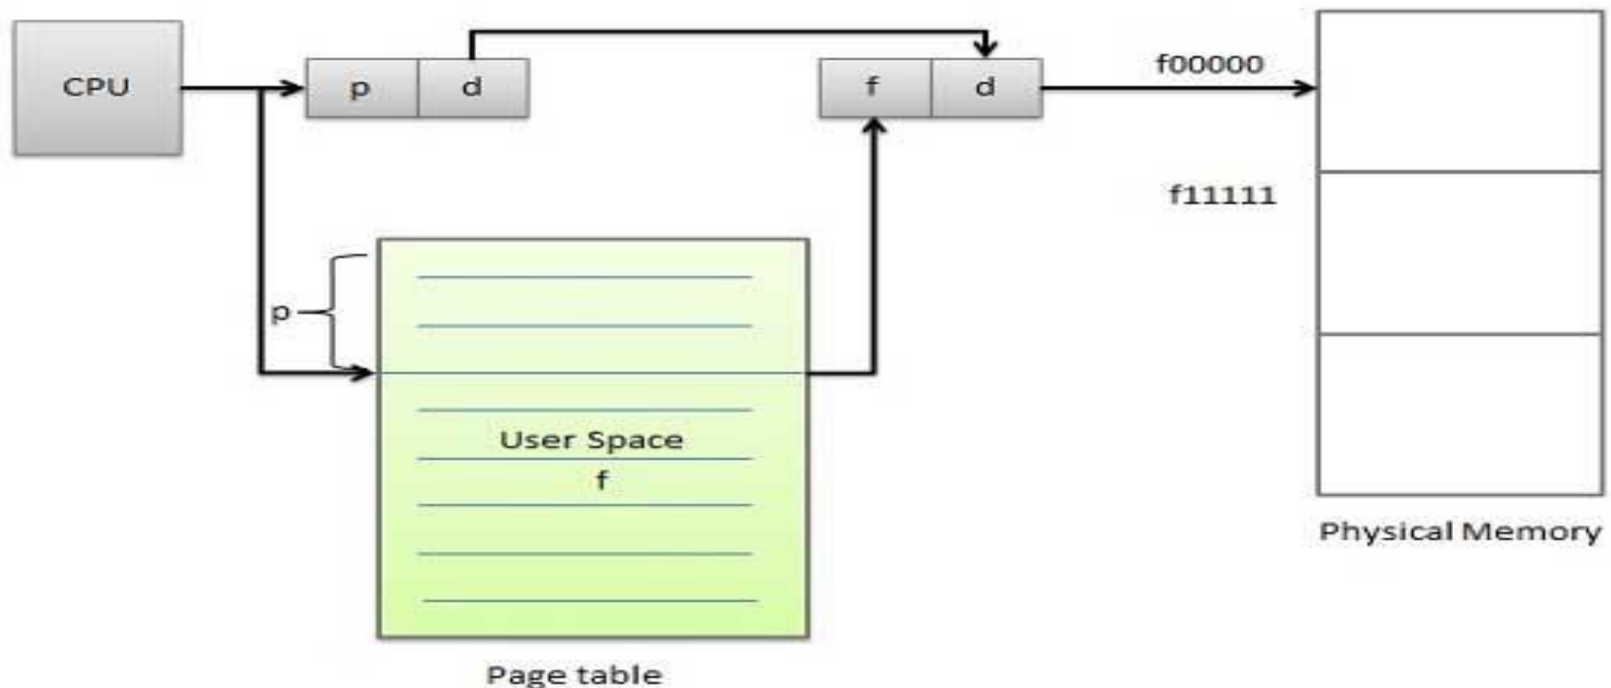 CPU
p d
f d
f00000
f11111
p
User Space
f
Physical Memory
Page table